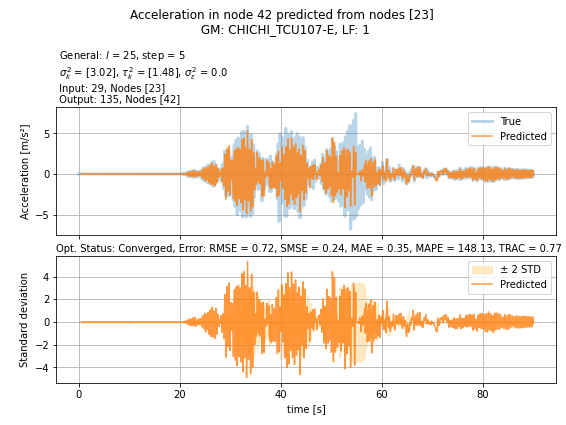 Acceleration in node 42 predicted from nodes [23]
GM: CHICHI_TCU107-E, LF: 1
General: l = 25, step = 5
σ²ₖ = [3.02], τ²ₖ = [1.48], σ²_ε = 0.0
Input: 29, Nodes [23]
Output: 135, Nodes [42]
True
Predicted
Acceleration [m/s²]
5
0
−5
Opt. Status: Converged, Error: RMSE = 0.72, SMSE = 0.24, MAE = 0.35, MAPE = 148.13, TRAC = 0.77
± 2 STD
Predicted
Standard deviation
4
2
0
−2
−4
0 20 40 60 80
time [s]